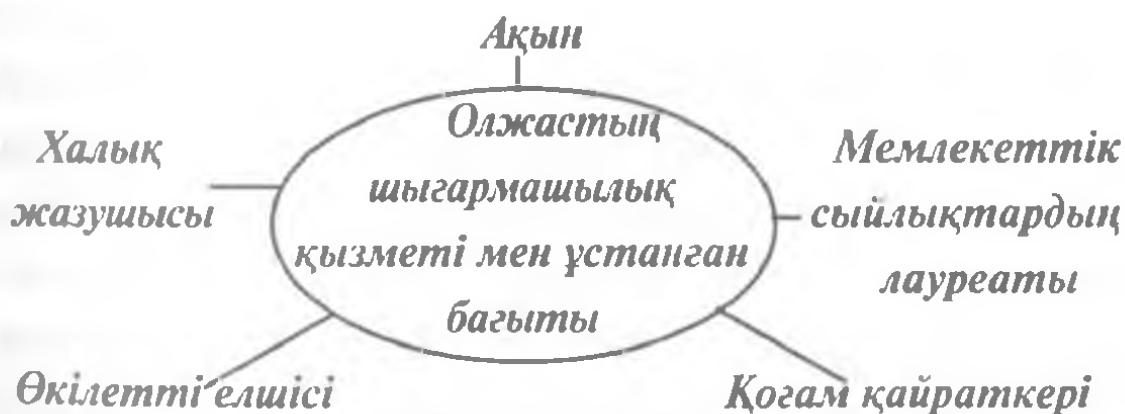 Ақын
Олжастың
шығармашылық
қызметі мен ұстанған
бағыты
Халық
жазушысы
Мемлекеттік
сыйлықтардың
лауреаты
Өкілетті елшісі
Қоғам қайраткері